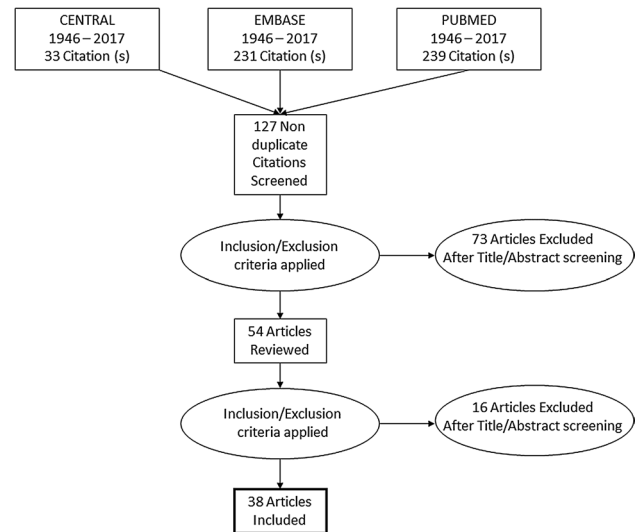 CENTRAL
1946 – 2017
33 Citation (s)
EMBASE
1946 – 2017
231 Citation (s)
PUBMED
1946 – 2017
239 Citation (s)
127 Non
duplicate
Citations
Screened
Inclusion/Exclusion
criteria applied
73 Articles Excluded
After Title/Abstract screening
54 Articles
Reviewed
Inclusion/Exclusion
criteria applied
16 Articles Excluded
After Title/Abstract screening
38 Articles
Included